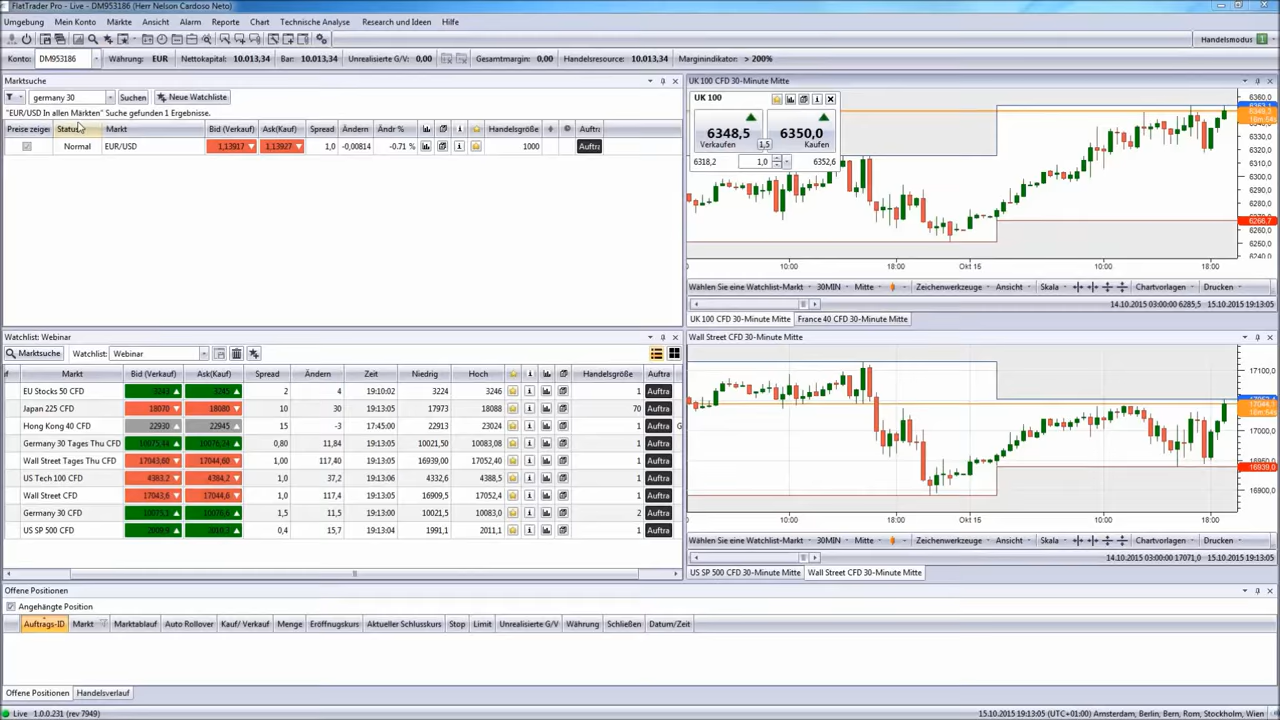 FlatTrader Pro - Live - DM953186 (Herr Nelson Cardoso Neto)
Umgebung Mein Konto Märkte Ansicht Alarm Reporte Chart Technische Analyse Research und Ideen Hilfe
Handelsmodus
Konto: DM953186 Währung: EUR Nettokapital: 10.013,34 Bar: 10.013,34 Unrealisierte G/V: 0,00 Gesamtmargin: 0,00 Handelsresource: 10.013,34 Marginindikator: > 200%
Marktsuche
germany 30 Suchen Neue Watchliste
"EUR/USD In allen Märkten" Suche gefunden 1 Ergebnisse.
Preise zeigen Status Markt Bid (Verkauf) Ask(Kauf) Spread Ändern Ändr % Handelsgröße Auftra
Normal EUR/USD 1,13917 1,13927 1,0 -0,00814 -0.71 % 1000 Auftra
UK 100 CFD 30-Minute Mitte
UK 100
6348,5 6350,0
Verkaufen 1,5 Kaufen
6318,2 1,0 6352,6
6360,0
6340,0
6330,0
6320,0
6310,0
6300,0
6290,0
6280,0
6266,7
6260,0
6250,0
6240,0
10:00 18:00 Okt 15 10:00 18:00
Wählen Sie eine Watchlist-Markt 30MIN Mitte Zeichenwerkzeuge Ansicht Skala Chartvorlagen Drucken
14.10.2015 03:00:00 6285,5 15.10.2015 19:13:05
UK 100 CFD 30-Minute Mitte France 40 CFD 30-Minute Mitte
Watchlist: Webinar
Marktsuche Watchliste: Webinar
Markt Bid (Verkauf) Ask(Kauf) Spread Ändern Zeit Niedrig Hoch Handelsgröße Auftra
EU Stocks 50 CFD 2 4 19:10:02 3224 3246 1 Auftra
Japan 225 CFD 18070 18080 10 30 19:13:05 17973 18088 70 Auftra
Hong Kong 40 CFD 22930 22945 15 -3 17:45:00 22913 23024 1 Auftra G
Germany 30 Tages Thu CFD 10075,44 10076,24 0,80 11,84 19:13:05 10021,50 10083,08 1 Auftra
Wall Street Tages Thu CFD 17043,60 17044,60 1,00 117,40 19:13:05 16939,00 17052,40 1 Auftra
US Tech 100 CFD 4383,2 4384,2 1,0 37,2 19:13:05 4332,6 4388,5 1 Auftra
Wall Street CFD 17043,6 17044,6 1,0 117,4 19:13:05 16909,5 17052,4 1 Auftra
Germany 30 CFD 10075,1 10076,6 1,5 11,5 19:13:00 10021,5 10083,0 2 Auftra
US SP 500 CFD 0,4 15,7 19:13:04 1991,1 2011,1 1 Auftra
Wall Street CFD 30-Minute Mitte
17100,0
17044,1
17000,0
16950,0
16939,0
16900,0
10:00 18:00 Okt 15 10:00 18:00
Wählen Sie eine Watchlist-Markt 30MIN Mitte Zeichenwerkzeuge Ansicht Skala Chartvorlagen Drucken
14.10.2015 03:00:00 17071,0 15.10.2015 19:13:05
US SP 500 CFD 30-Minute Mitte Wall Street CFD 30-Minute Mitte
Offene Positionen
Angehängte Position
Auftrags-ID Markt Marktablauf Auto Rollover Kauf/ Verkauf Menge Eröffnugskurs Aktueller Schlusskurs Stop Limit Unrealisierte G/V Währung Schließen Datum/Zeit
Offene Positionen Handelsverlauf
Live 1.0.0.231 (rev 7949) 15.10.2015 19:13:05 (UTC+01:00) Amsterdam, Berlin, Bern, Rom, Stockholm, Wien